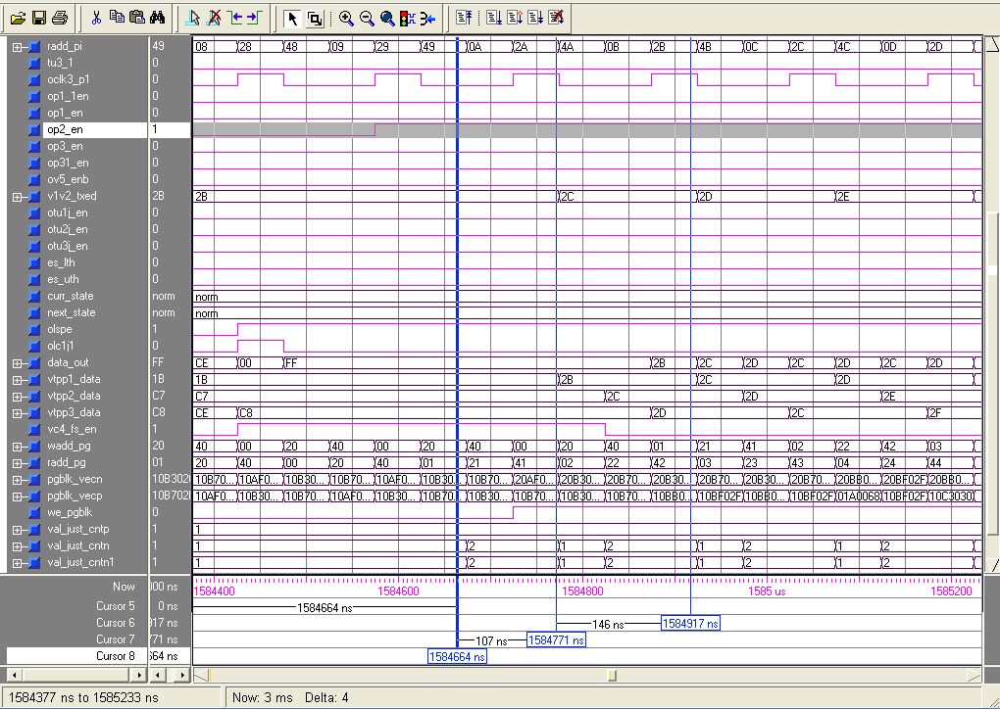 radd_pi 49 08 28 48 09 29 49 0A 2A 4A 0B 2B 4B 0C 2C 4C 0D 2D
tu3_1 0
oclk3_p1 0
op1_1en 0
op1_en 0
op2_en 1
op3_en 0
op31_en 0
ov5_enb 0
v1v2_txed 2B 2B 2C 2D 2E
otu1j_en 0
otu2j_en 0
otu3j_en 0
es_lth 0
es_uth 0
curr_state norm norm
next_state norm norm
olspe 1
olc1j1 0
data_out FF CE 00 FF 2B 2C 2D 2C 2D 2C 2D
vtpp1_data 1B 1B 2B 2C 2D
vtpp2_data C7 C7 2C 2D 2E
vtpp3_data C8 CE C8 2D 2C 2F
vc4_fs_en 1
wadd_pg 20 40 00 20 40 00 20 40 00 20 40 01 21 41 02 22 42 03
radd_pg 01 20 40 00 20 40 01 21 41 02 22 42 03 23 43 04 24 44
pgblk_vecn 10B302 10B70... 10AF0... 10B30... 10B70... 10AF0... 10B30... 10B70... 20AF0... 20B30... 20B70... 20B30... 20B70... 20B30... 20B70... 20BB0... 20BF02F 20BB0...
pgblk_vecp 10B702 10AF0... 10B30... 10B70... 10AF0... 10B30... 10B70... 10B30... 10B70... 10B70... 10B30... 10BB0... 10BF02F 10BB0... 10BF02F 01A0068 10BF02F 10C3030
we_pgblk 0
val_just_cntp 1 1
val_just_cntn 1 1 2 1 2 1 2 1 2
val_just_cntn1 1 1 2 1 2 1 2 1 2
Now 000 ns 1584400 1584600 1584800 1585 us 1585200
Cursor 5 0 ns 1584664 ns
Cursor 6 917 ns 146 ns 1584917 ns
Cursor 7 771 ns 107 ns 1584771 ns
Cursor 8 664 ns 1584664 ns
1584377 ns to 1585233 ns Now: 3 ms Delta: 4